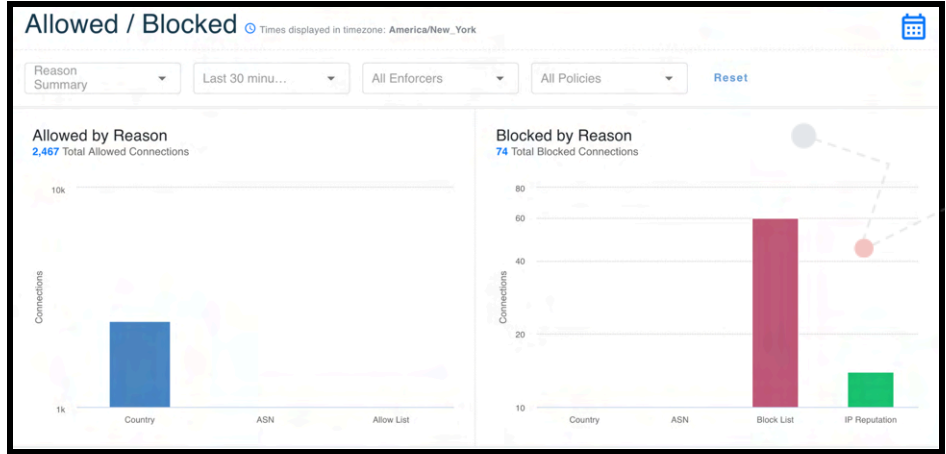 Allowed / Blocked Times displayed in timezone: America/New_York
Reason Summary
Last 30 minu...
All Enforcers
All Policies
Reset
Allowed by Reason
2,467 Total Allowed Connections
10k
Connections
1k
Country
ASN
Allow List
Blocked by Reason
74 Total Blocked Connections
80
60
40
Connections
20
10
Country
ASN
Block List
IP Reputation